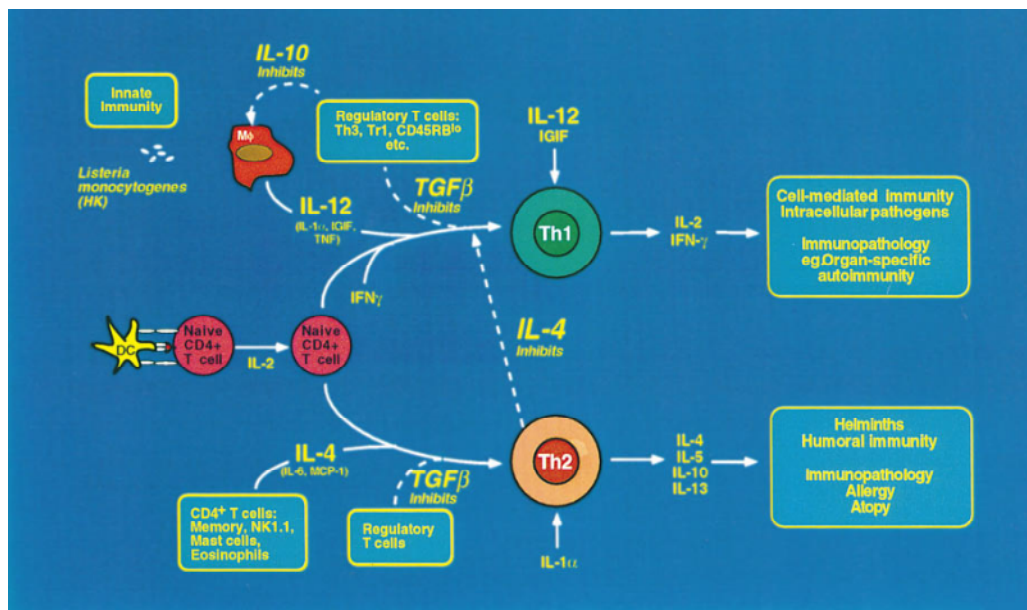 IL-10
Inhibits
Innate
Immunity
Mϕ
Regulatory T cells:
Th3, Tr1, CD45RBlo
etc.
IL-12
IGIF
Listeria
monocytogenes
(HK)
TGFβ
Inhibits
IL-12
(IL-1α, IGIF,
TNF)
Th1
IL-2
IFN-γ
Cell-mediated immunity
Intracellular pathogens
Immunopathology
eg.Organ-specific
autoimmunity
IFNγ
DC
Naive
CD4+
T cell
IL-2
Naive
CD4+
T cell
IL-4
Inhibits
IL-4
(IL-6, MCP-1)
TGFβ
Inhibits
Th2
IL-4
IL-5
IL-10
IL-13
Helminths
Humoral immunity
Immunopathology
Allergy
Atopy
CD4+ T cells:
Memory, NK1.1,
Mast cells,
Eosinophils
Regulatory
T cells
IL-1α